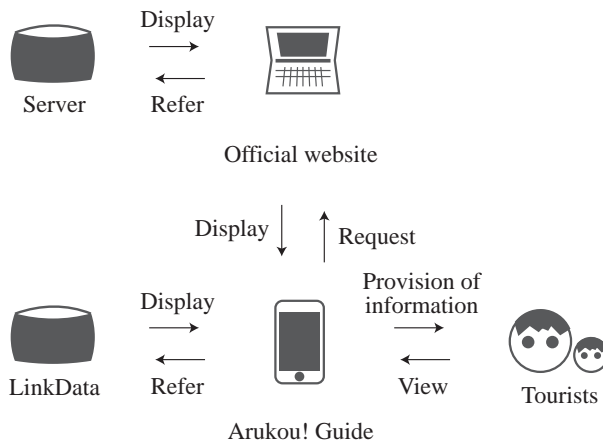 Display
Server
Refer
Official website
Display
Request
Provision of
information
Display
LinkData
Refer
View
Tourists
Arukou! Guide